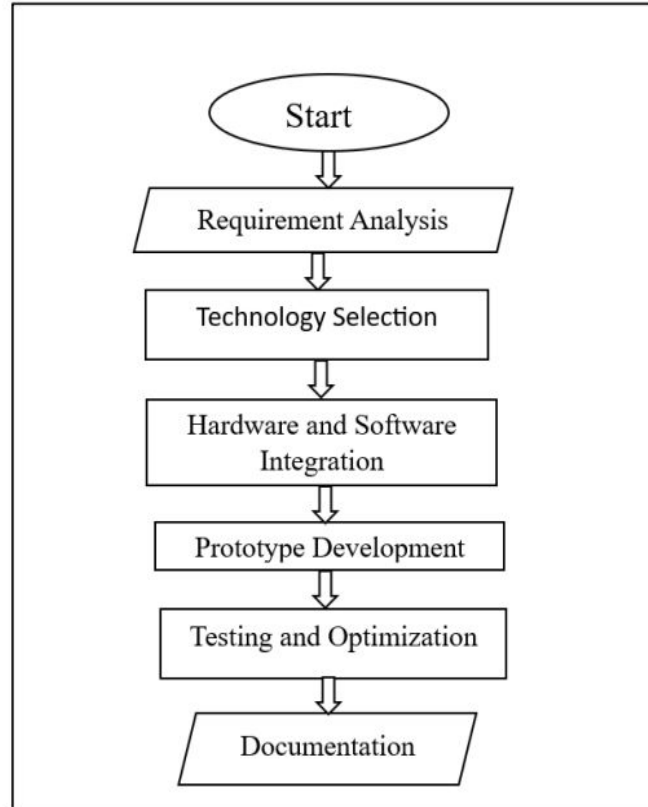 Start
Requirement Analysis
Technology Selection
Hardware and Software
Integration
Prototype Development
Testing and Optimization
Documentation